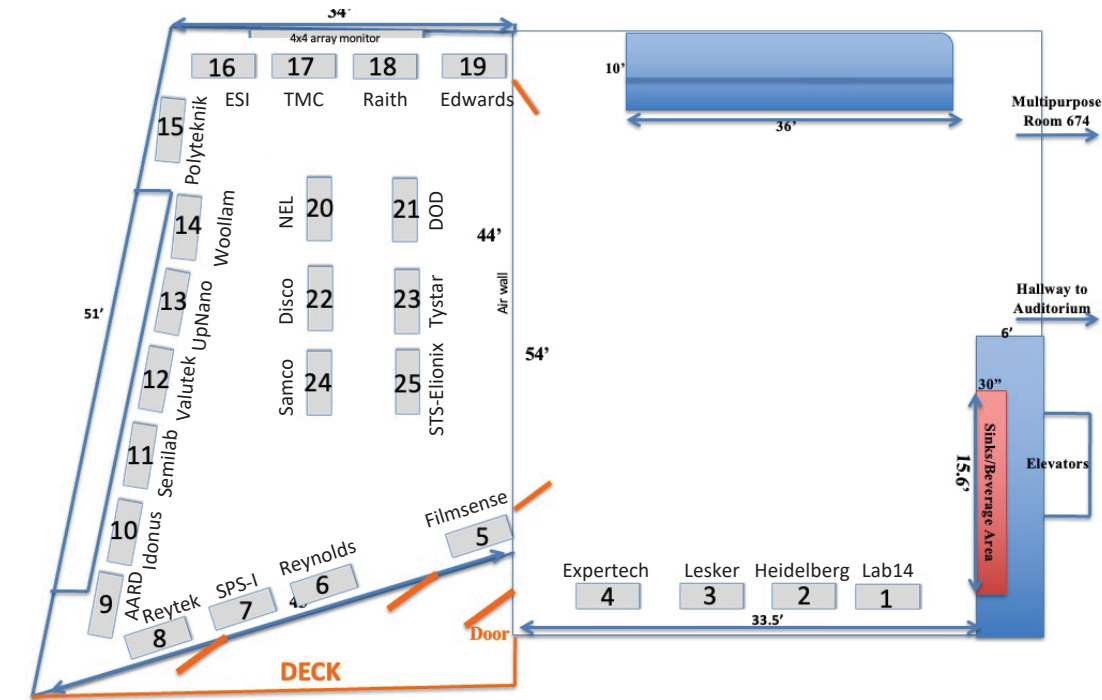 34'
4x4 array monitor
16 17 18 19
ESI TMC Raith Edwards
10'
36'
Multipurpose
Room 674
15
Polyteknik
14
Woollam
NEL
20
21
DOD
44'
13
UpNano
Disco
22
23
Tystar
Air wall
Hallway to
Auditorium
51'
54'
6'
12
Valutek
Samco
24
25
STS-Elionix
30”
11
Semilab
15.6'
Sinks/Beverage Area
Elevators
10
Idonus
Filmsense
5
9
AARD
Reytek
8
SPS-I
7
Reynolds
6
Expertech Lesker Heidelberg Lab14
4 3 2 1
33.5'
Door
DECK